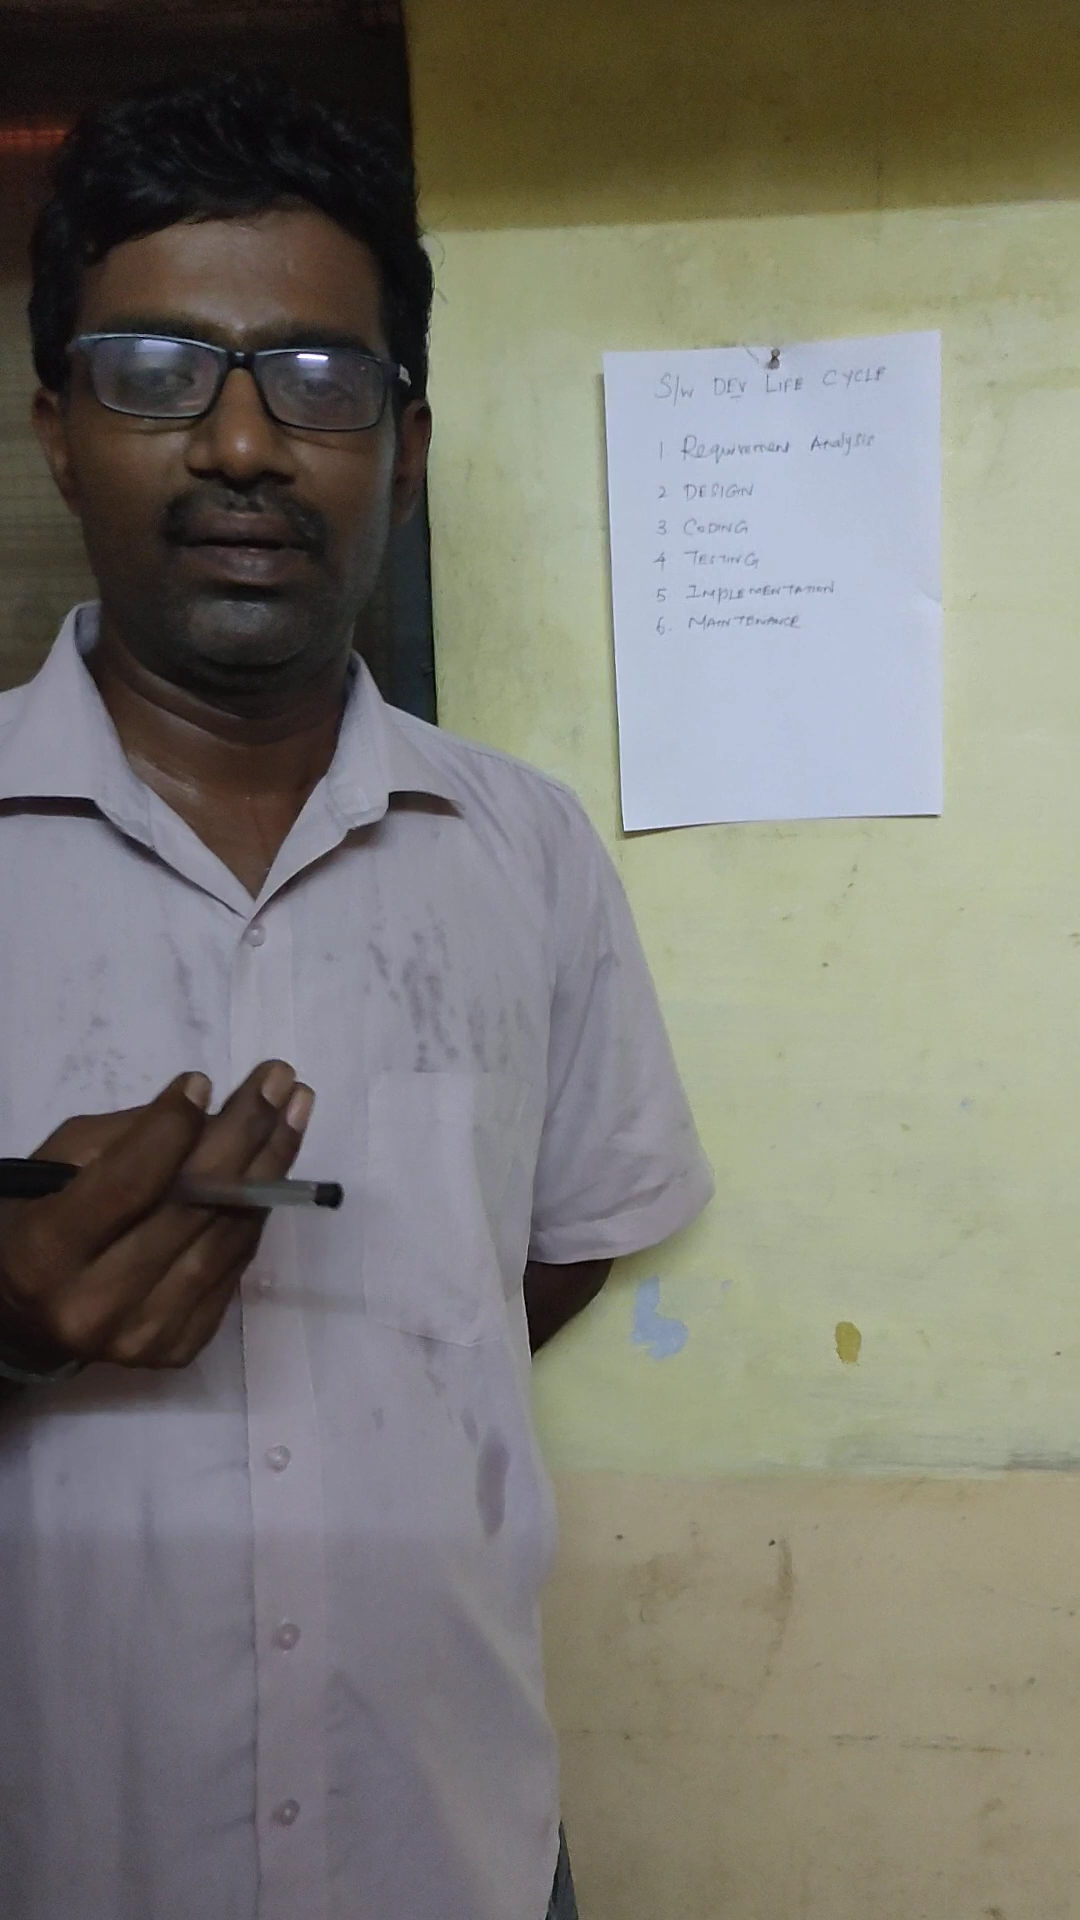 S/W DEV LIFE CYCLE
1 Requirement Analysis
2 DESIGN
3 CODING
4 TESTING
5 IMPLEMENTATION
6. MAINTENANCE